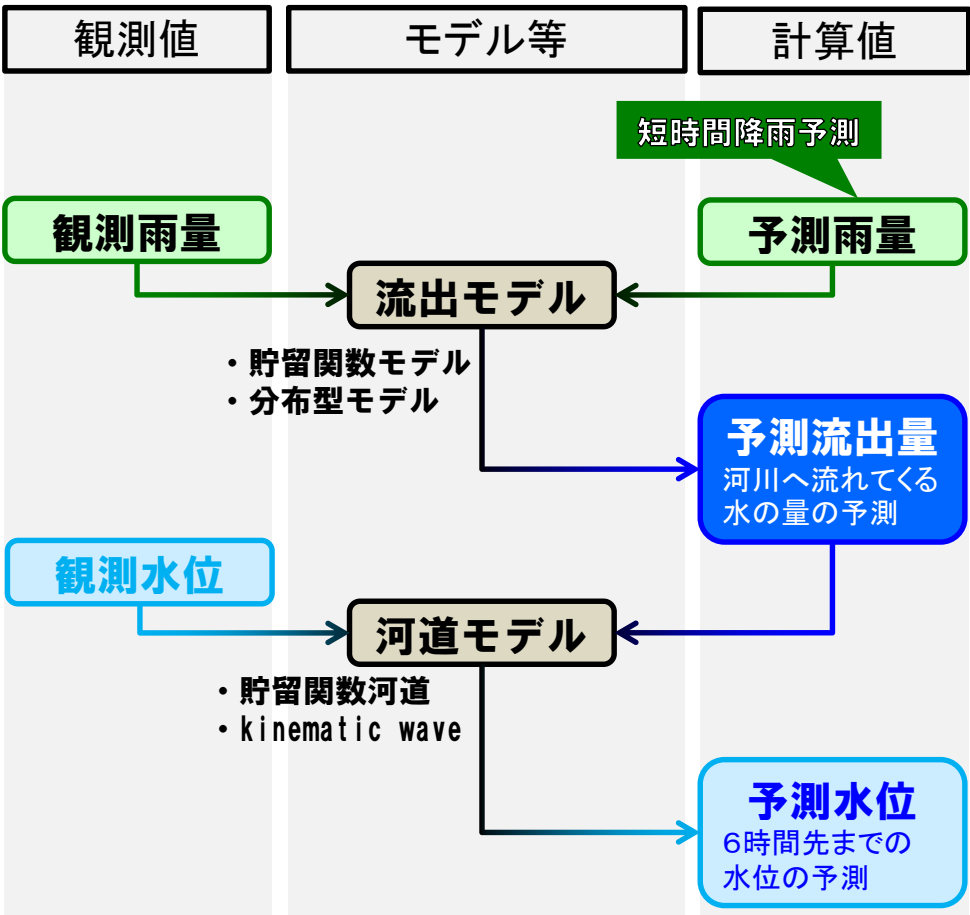 観測値
モデル等
計算値
短時間降雨予測
観測雨量
予測雨量
流出モデル
・貯留関数モデル
・分布型モデル
予測流出量
河川へ流れてくる
水の量の予測
観測水位
河道モデル
・貯留関数河道
・kinematic wave
予測水位
6時間先までの
水位の予測